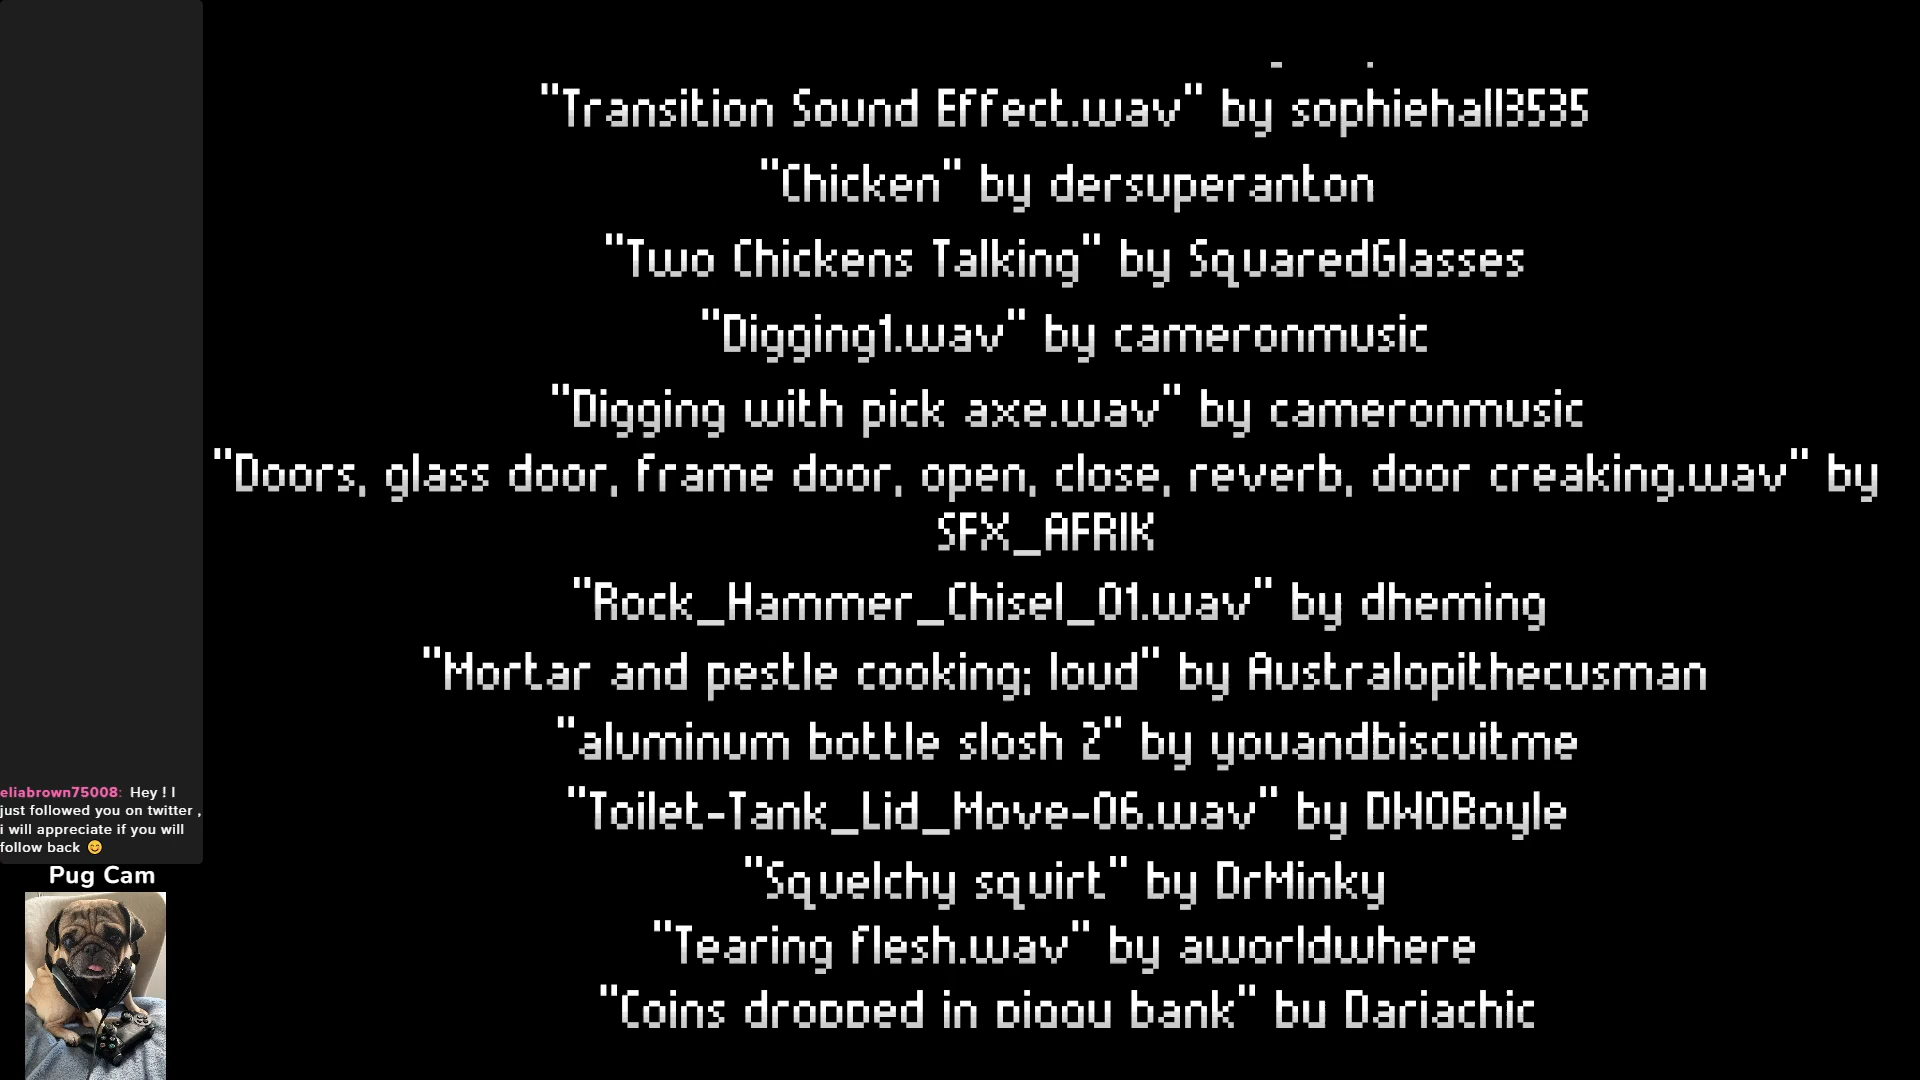 "Transition Sound Effect.wav" by sophiehall3535
"Chicken" by dersuperanton
"Two Chickens Talking" by SquaredGlasses
"Digging1.wav" by cameronmusic
"Digging with pick axe.wav" by cameronmusic
"Doors, glass door, frame door, open, close, reverb, door creaking.wav" by
SFX_AFRIK
"Rock_Hammer_Chisel_01.wav" by dheming
"Mortar and pestle cooking; loud" by Australopithecusman
"aluminum bottle slosh 2" by youandbiscuitme
"Toilet-Tank_Lid_Move-06.wav" by DWOBoyle
"Squelchy squirt" by DrMinky
"Tearing flesh.wav" by aworldwhere
"Coins dropped in piggy bank" by Dariachic
eliabrown75008: Hey ! I
just followed you on twitter ,
i will appreciate if you will
follow back 😊
Pug Cam